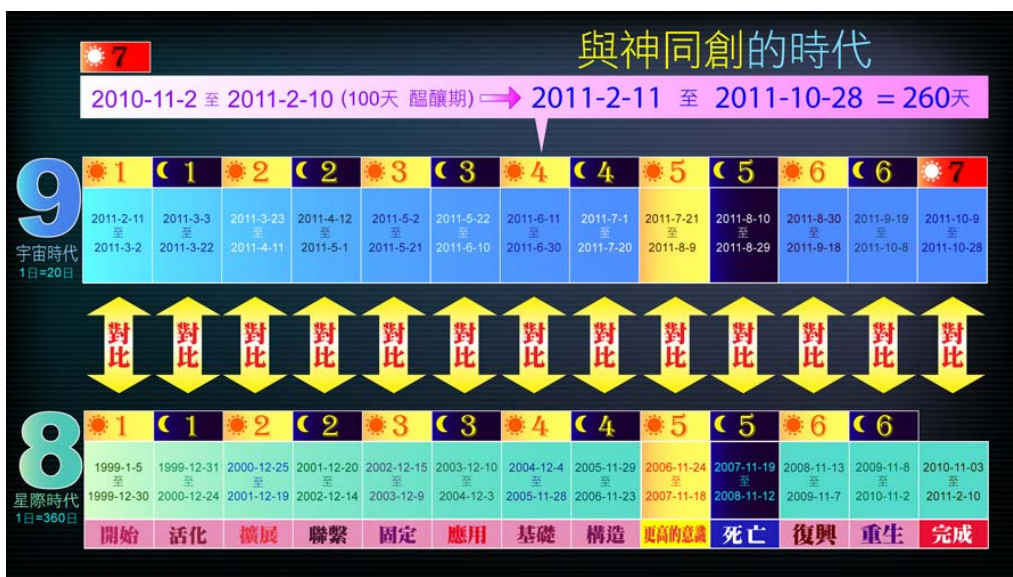 與神同創的時代
7
2010-11-2 至 2011-2-10 (100天 醞釀期) 2011-2-11 至 2011-10-28 = 260天
9
宇宙時代
1日=20日
1 1 2 2 3 3 4 4 5 5 6 6 7
2011-2-11 2011-3-3 2011-3-23 2011-4-12 2011-5-2 2011-5-22 2011-6-11 2011-7-1 2011-7-21 2011-8-10 2011-8-30 2011-9-19 2011-10-9
至 至 至 至 至 至 至 至 至 至 至 至 至
2011-3-2 2011-3-22 2011-4-11 2011-5-1 2011-5-21 2011-6-10 2011-6-30 2011-7-20 2011-8-9 2011-8-29 2011-9-18 2011-10-8 2011-10-28
對比 對比 對比 對比 對比 對比 對比 對比 對比 對比 對比 對比 對比
8
星際時代
1日=360日
1 1 2 2 3 3 4 4 5 5 6 6
1999-1-5 1999-12-31 2000-12-25 2001-12-20 2002-12-15 2003-12-10 2004-12-4 2005-11-29 2006-11-24 2007-11-19 2008-11-13 2009-11-8 2010-11-03
至 至 至 至 至 至 至 至 至 至 至 至 至
1999-12-30 2000-12-24 2001-12-19 2002-12-14 2003-12-9 2004-12-3 2005-11-28 2006-11-23 2007-11-18 2008-11-12 2009-11-7 2010-11-2 2011-2-10
開始 活化 擴展 聯繫 固定 應用 基礎 構造 更高的意識 死亡 復興 重生 完成